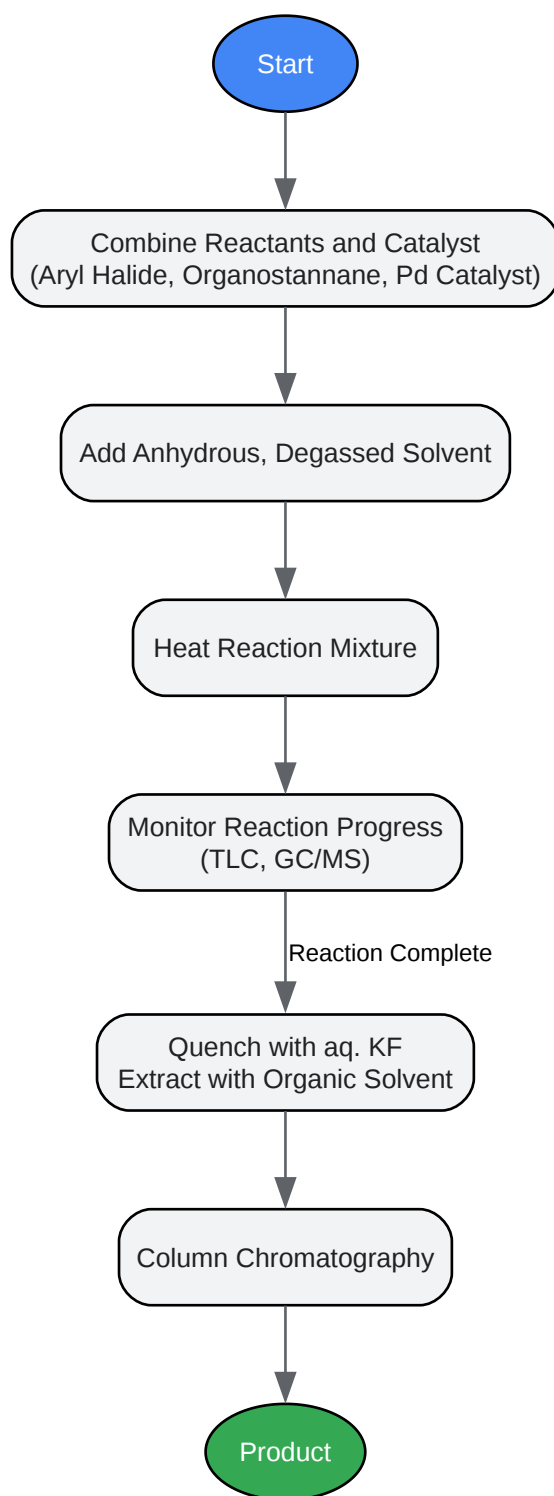 Start
Combine Reactants and Catalyst
(Aryl Halide, Organostannane, Pd Catalyst)
Add Anhydrous, Degassed Solvent
Heat Reaction Mixture
Monitor Reaction Progress
(TLC, GC/MS)
Reaction Complete
Quench with aq. KF
Extract with Organic Solvent
Column Chromatography
Product